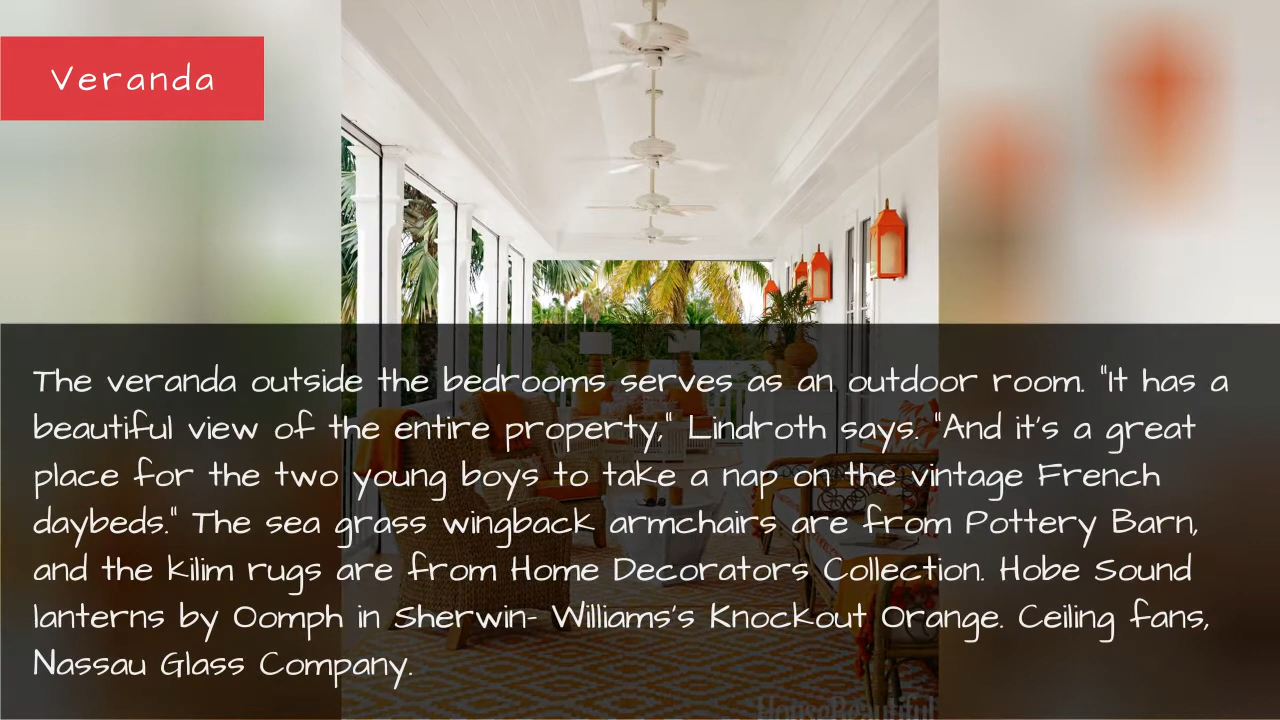 Veranda
The veranda outside the bedrooms serves as an outdoor room. "It has a
beautiful view of the entire property," Lindroth says. "And it's a great
place for the two young boys to take a nap on the vintage French
daybeds." The sea grass wingback armchairs are from Pottery Barn,
and the kilim rugs are from Home Decorators Collection. Hobe Sound
lanterns by Oomph in Sherwin- Williams's Knockout Orange. Ceiling fans,
Nassau Glass Company.
HouseBeautiful